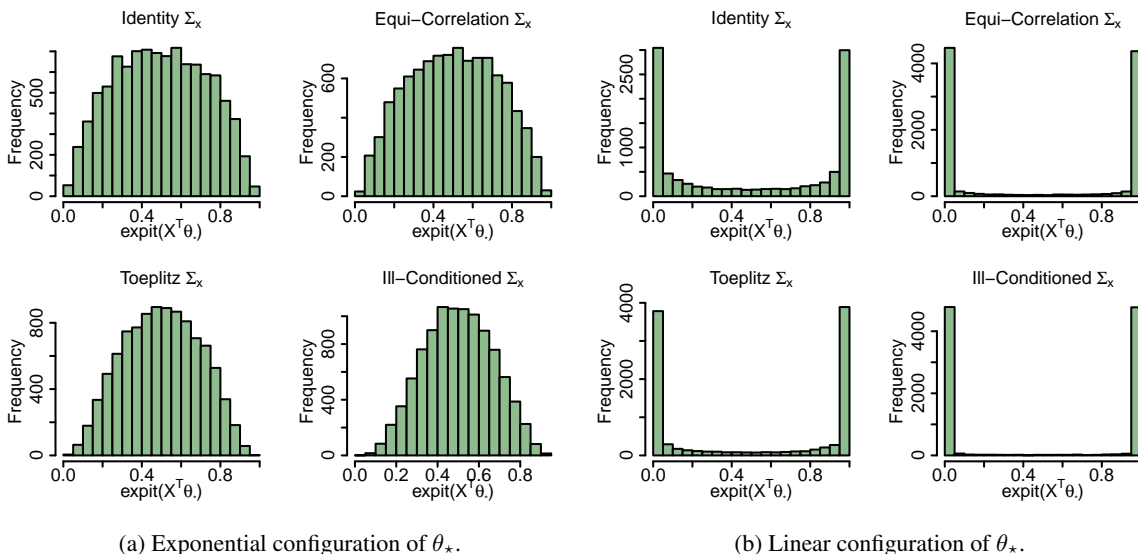 Identity Σx
Frequency
0 200 500
0.0 0.4 0.8
expit(XTθ⋆)
Equi−Correlation Σx
Frequency
0 200 600
0.0 0.4 0.8
expit(XTθ⋆)
Identity Σx
Frequency
0 1000 2500
0.0 0.4 0.8
expit(XTθ⋆)
Equi−Correlation Σx
Frequency
0 2000 4000
0.0 0.4 0.8
expit(XTθ⋆)
Toeplitz Σx
Frequency
0 400 800
0.0 0.4 0.8
expit(XTθ⋆)
Ill−Conditioned Σx
Frequency
0 400 800
0.0 0.2 0.4 0.6 0.8
expit(XTθ⋆)
Toeplitz Σx
Frequency
0 2000 4000
0.0 0.4 0.8
expit(XTθ⋆)
Ill−Conditioned Σx
Frequency
0 2000 4000
0.0 0.4 0.8
expit(XTθ⋆)
(a) Exponential configuration of θ⋆.
(b) Linear configuration of θ⋆.